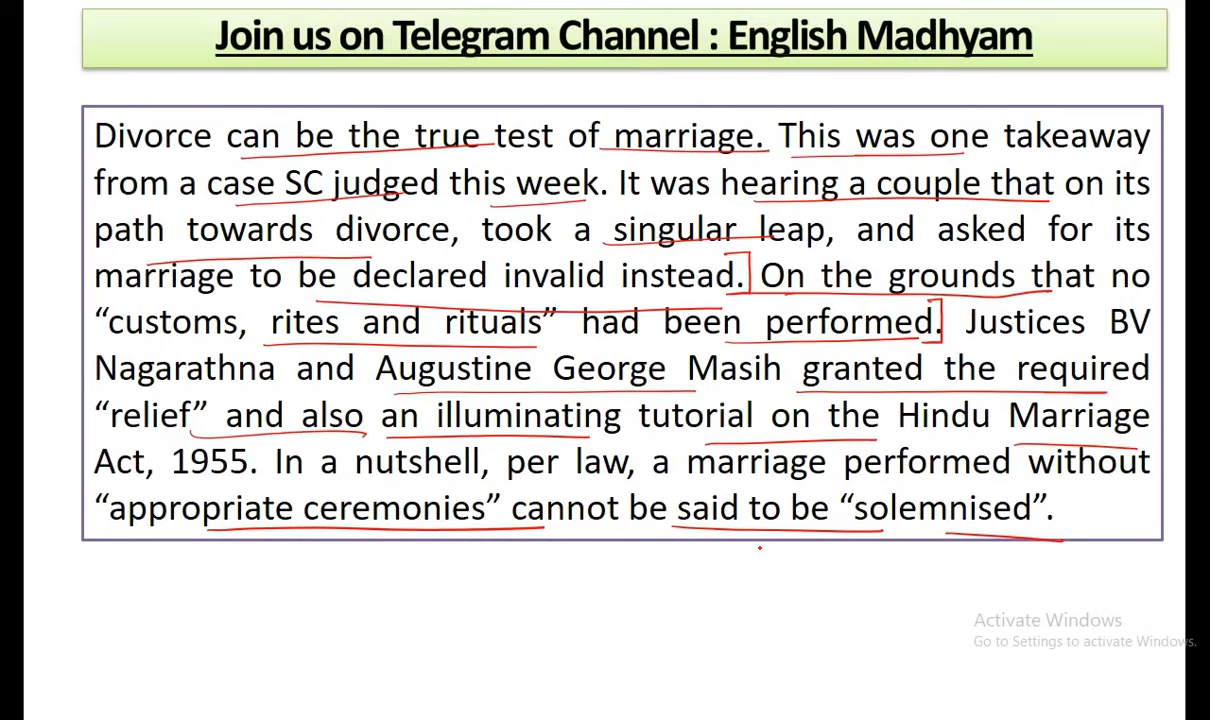 Join us on Telegram Channel : English Madhyam
Divorce can be the true test of marriage. This was one takeaway
from a case SC judged this week. It was hearing a couple that on its
path towards divorce, took a singular leap, and asked for its
marriage to be declared invalid instead. On the grounds that no
“customs, rites and rituals” had been performed. Justices BV
Nagarathna and Augustine George Masih granted the required
“relief” and also an illuminating tutorial on the Hindu Marriage
Act, 1955. In a nutshell, per law, a marriage performed without
“appropriate ceremonies” cannot be said to be “solemnised”.
Activate Windows
Go to Settings to activate Windows.